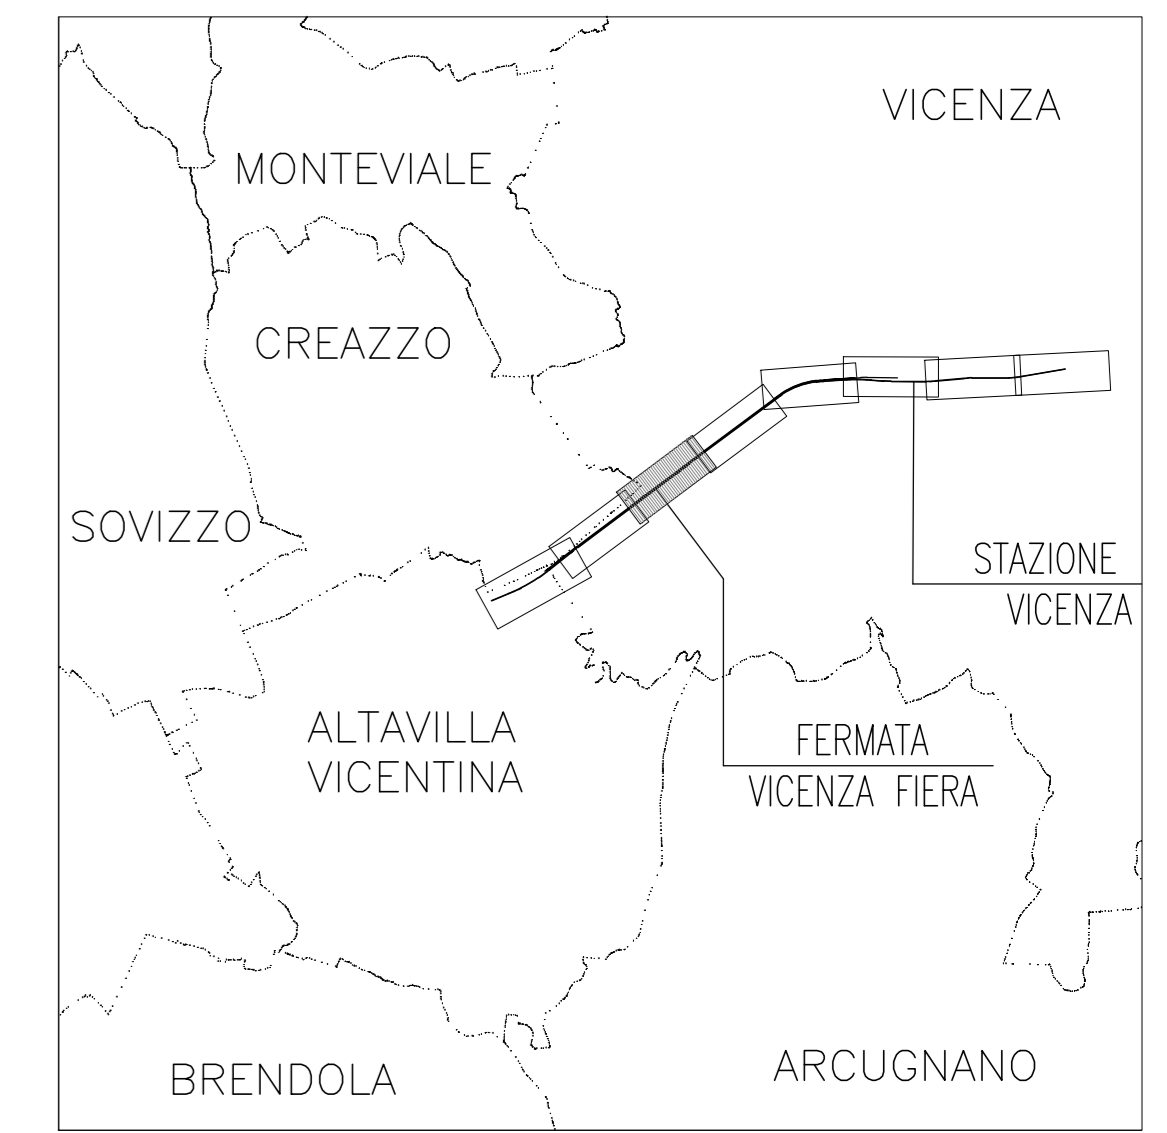 VICENZA
MONTEVIALE
CREAZZO
SOVIZZO
STAZIONE
VICENZA
ALTAVILLA
VICENTINA
FERMATA
VICENZA FIERA
BRENDOLA
ARCUGNANO